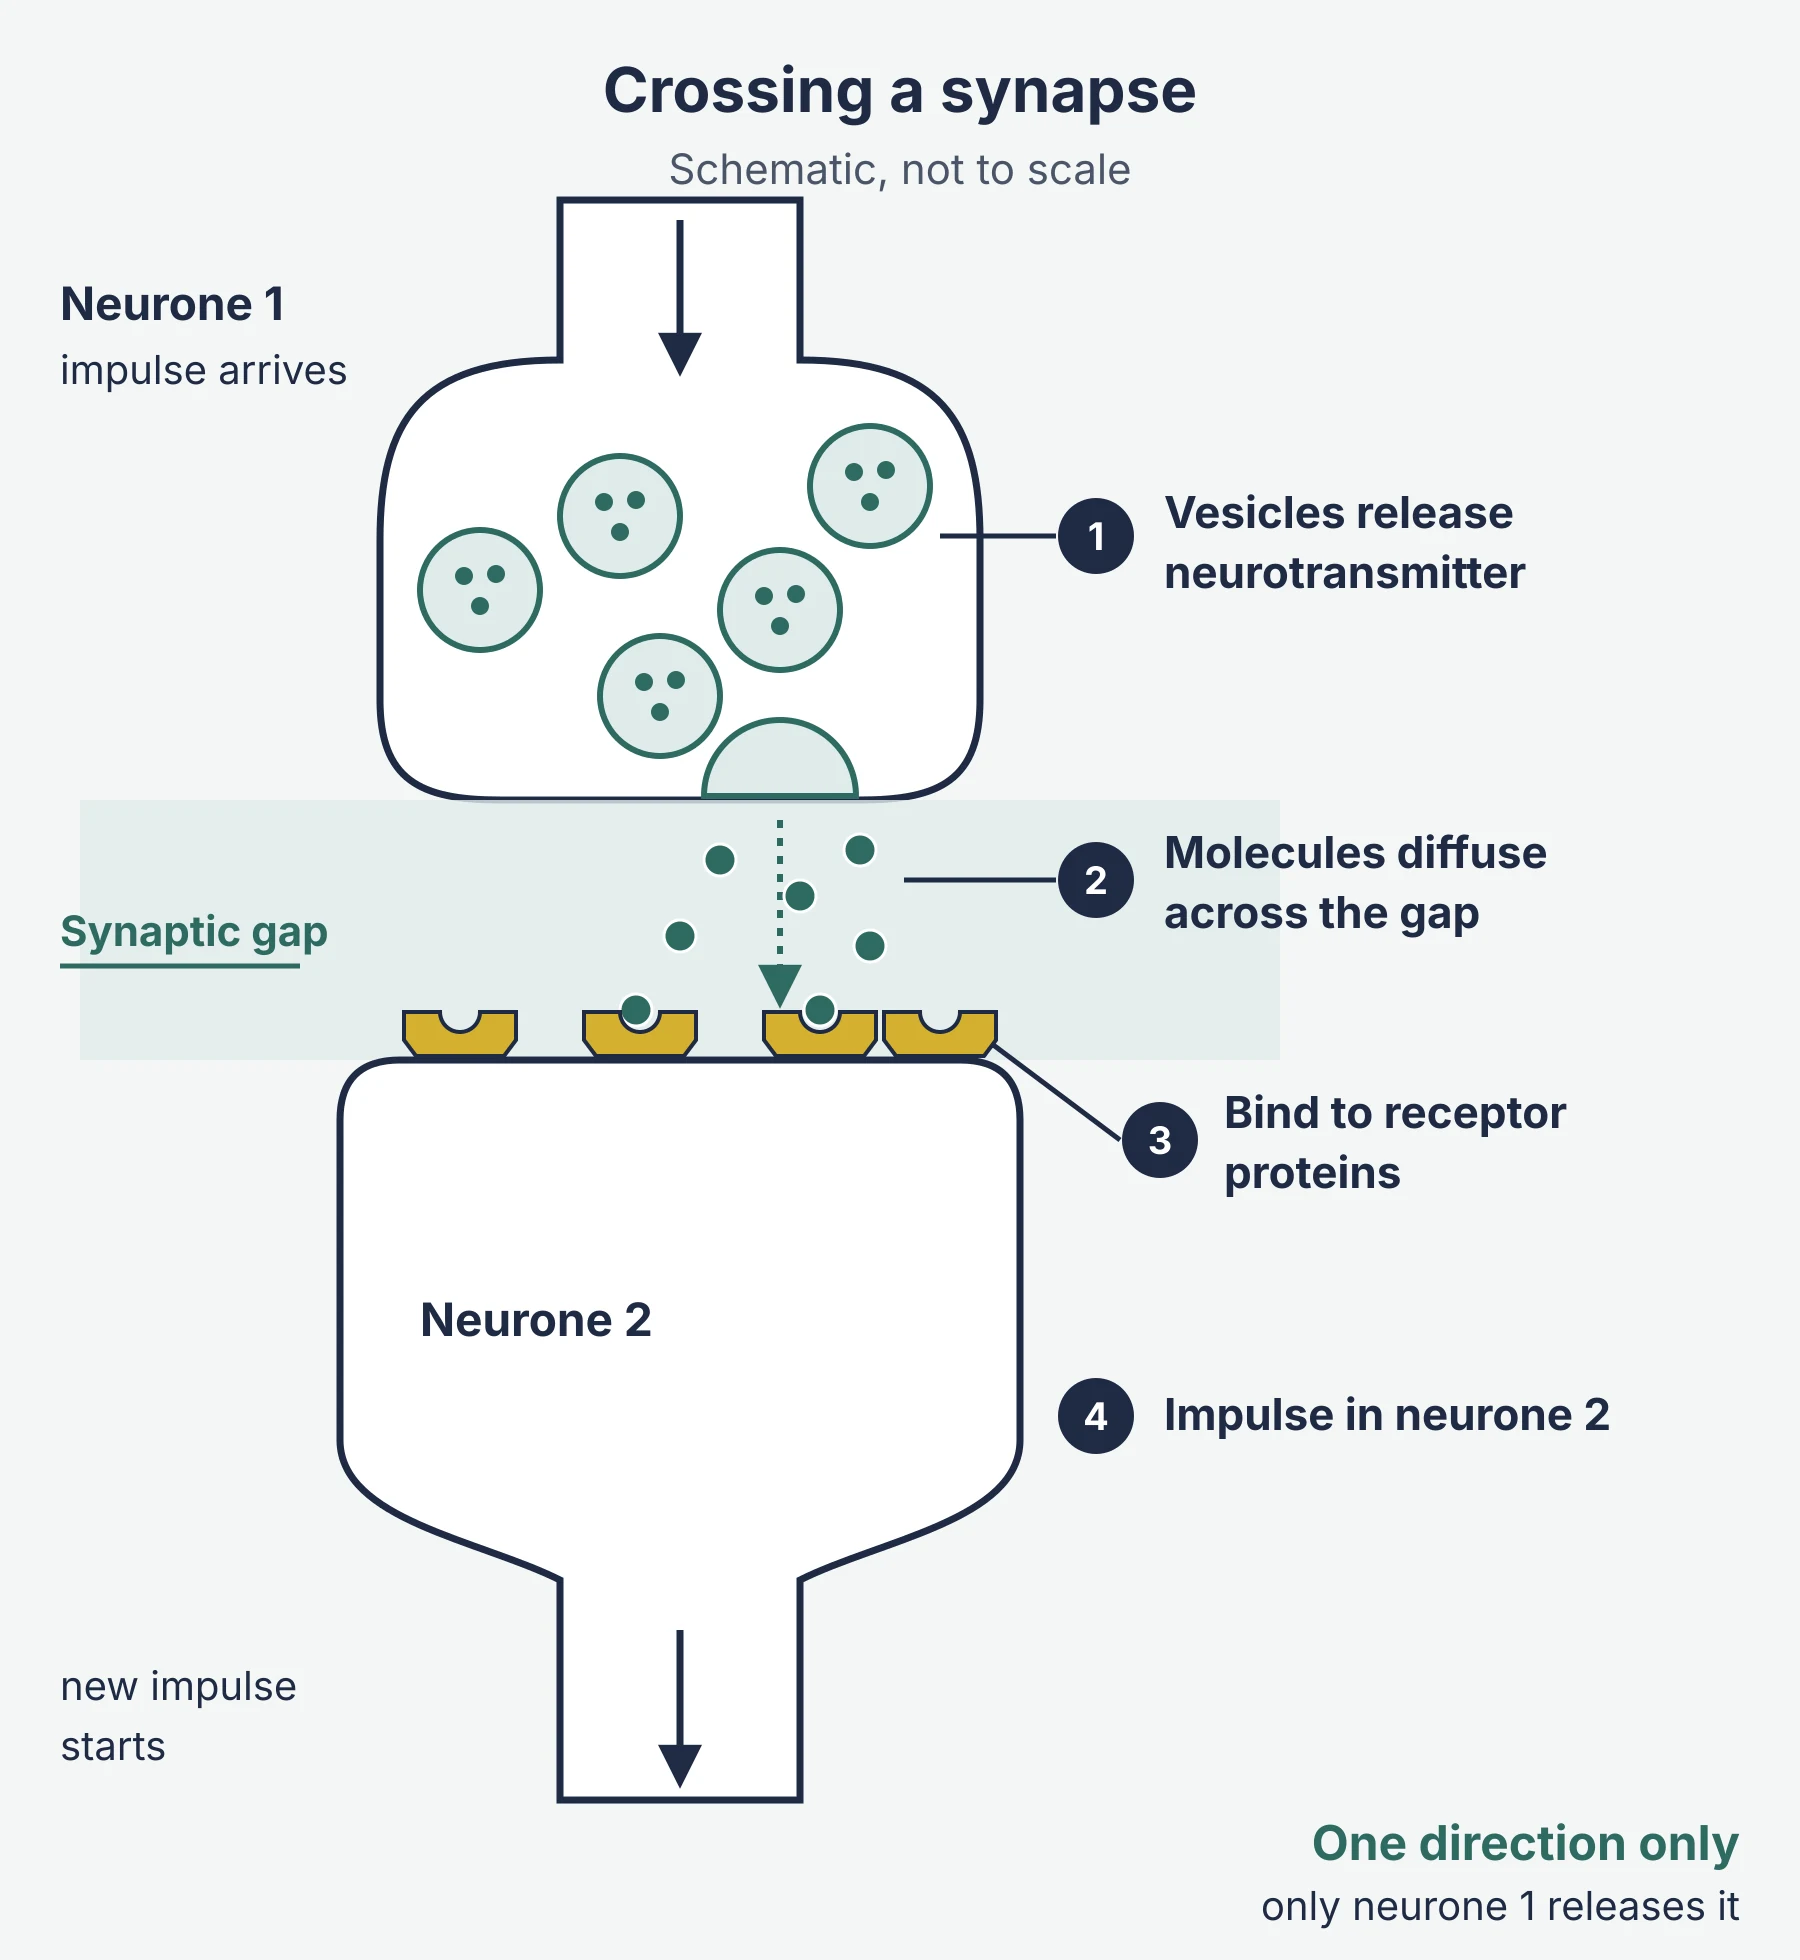 Crossing a synapse
Schematic, not to scale
Neurone 1
impulse arrives
1
Vesicles release
neurotransmitter
2
Molecules diffuse
across the gap
Synaptic gap
3
Bind to receptor
proteins
Neurone 2
4
Impulse in neurone 2
new impulse
starts
One direction only
only neurone 1 releases it